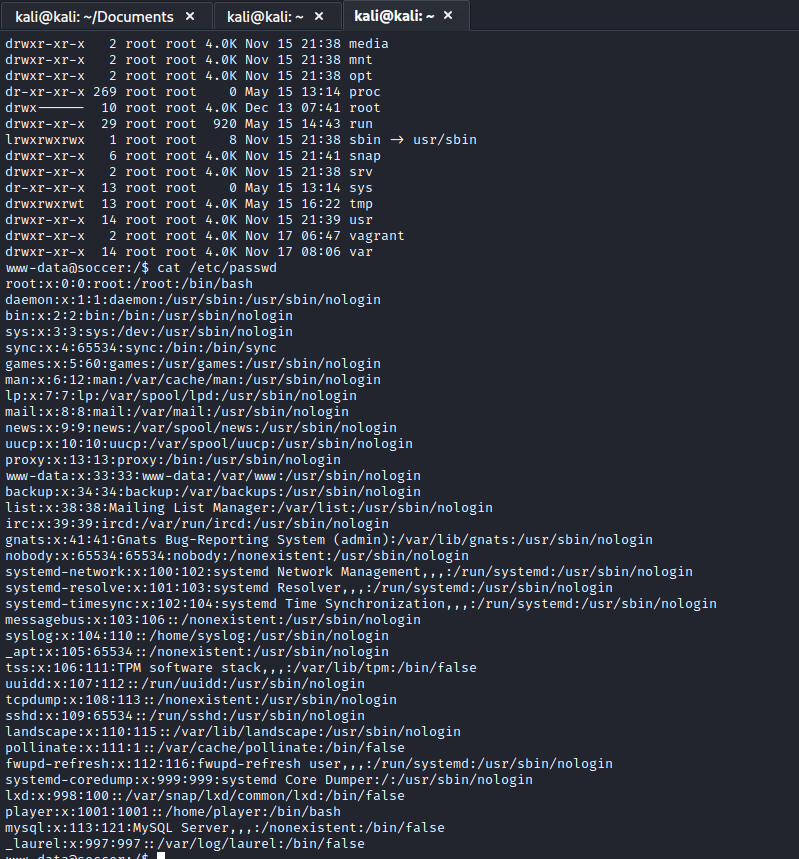 kali@kali: ~/Documents × kali@kali: ~ × kali@kali: ~ ×
drwxr-xr-x 2 root root 4.0K Nov 15 21:38 media
drwxr-xr-x 2 root root 4.0K Nov 15 21:38 mnt
drwxr-xr-x 2 root root 4.0K Nov 15 21:38 opt
dr-xr-xr-x 269 root root 0 May 15 13:14 proc
drwx------ 10 root root 4.0K Dec 13 07:41 root
drwxr-xr-x 29 root root 920 May 15 14:43 run
lrwxrwxrwx 1 root root 8 Nov 15 21:38 sbin -> usr/sbin
drwxr-xr-x 6 root root 4.0K Nov 15 21:41 snap
drwxr-xr-x 2 root root 4.0K Nov 15 21:38 srv
dr-xr-xr-x 13 root root 0 May 15 13:14 sys
drwxrwxrwt 13 root root 4.0K May 15 16:22 tmp
drwxr-xr-x 14 root root 4.0K Nov 15 21:39 usr
drwxr-xr-x 2 root root 4.0K Nov 17 06:47 vagrant
drwxr-xr-x 14 root root 4.0K Nov 17 08:06 var
www-data@soccer:/$ cat /etc/passwd
root:x:0:0:root:/root:/bin/bash
daemon:x:1:1:daemon:/usr/sbin:/usr/sbin/nologin
bin:x:2:2:bin:/bin:/usr/sbin/nologin
sys:x:3:3:sys:/dev:/usr/sbin/nologin
sync:x:4:65534:sync:/bin:/bin/sync
games:x:5:60:games:/usr/games:/usr/sbin/nologin
man:x:6:12:man:/var/cache/man:/usr/sbin/nologin
lp:x:7:7:lp:/var/spool/lpd:/usr/sbin/nologin
mail:x:8:8:mail:/var/mail:/usr/sbin/nologin
news:x:9:9:news:/var/spool/news:/usr/sbin/nologin
uucp:x:10:10:uucp:/var/spool/uucp:/usr/sbin/nologin
proxy:x:13:13:proxy:/bin:/usr/sbin/nologin
www-data:x:33:33:www-data:/var/www:/usr/sbin/nologin
backup:x:34:34:backup:/var/backups:/usr/sbin/nologin
list:x:38:38:Mailing List Manager:/var/list:/usr/sbin/nologin
irc:x:39:39:ircd:/var/run/ircd:/usr/sbin/nologin
gnats:x:41:41:Gnats Bug-Reporting System (admin):/var/lib/gnats:/usr/sbin/nologin
nobody:x:65534:65534:nobody:/nonexistent:/usr/sbin/nologin
systemd-network:x:100:102:systemd Network Management,,,:/run/systemd:/usr/sbin/nologin
systemd-resolve:x:101:103:systemd Resolver,,,:/run/systemd:/usr/sbin/nologin
systemd-timesync:x:102:104:systemd Time Synchronization,,,:/run/systemd:/usr/sbin/nologin
messagebus:x:103:106::/nonexistent:/usr/sbin/nologin
syslog:x:104:110::/home/syslog:/usr/sbin/nologin
_apt:x:105:65534::/nonexistent:/usr/sbin/nologin
tss:x:106:111:TPM software stack,,,:/var/lib/tpm:/bin/false
uuidd:x:107:112::/run/uuidd:/usr/sbin/nologin
tcpdump:x:108:113::/nonexistent:/usr/sbin/nologin
sshd:x:109:65534::/run/sshd:/usr/sbin/nologin
landscape:x:110:115::/var/lib/landscape:/usr/sbin/nologin
pollinate:x:111:1::/var/cache/pollinate:/bin/false
fwupd-refresh:x:112:116:fwupd-refresh user,,,:/run/systemd:/usr/sbin/nologin
systemd-coredump:x:999:999:systemd Core Dumper:/:/usr/sbin/nologin
lxd:x:998:100::/var/snap/lxd/common/lxd:/bin/false
player:x:1001:1001::/home/player:/bin/bash
mysql:x:113:121:MySQL Server,,,:/nonexistent:/bin/false
_laurel:x:997:997::/var/log/laurel:/bin/false
www-data@soccer:/$